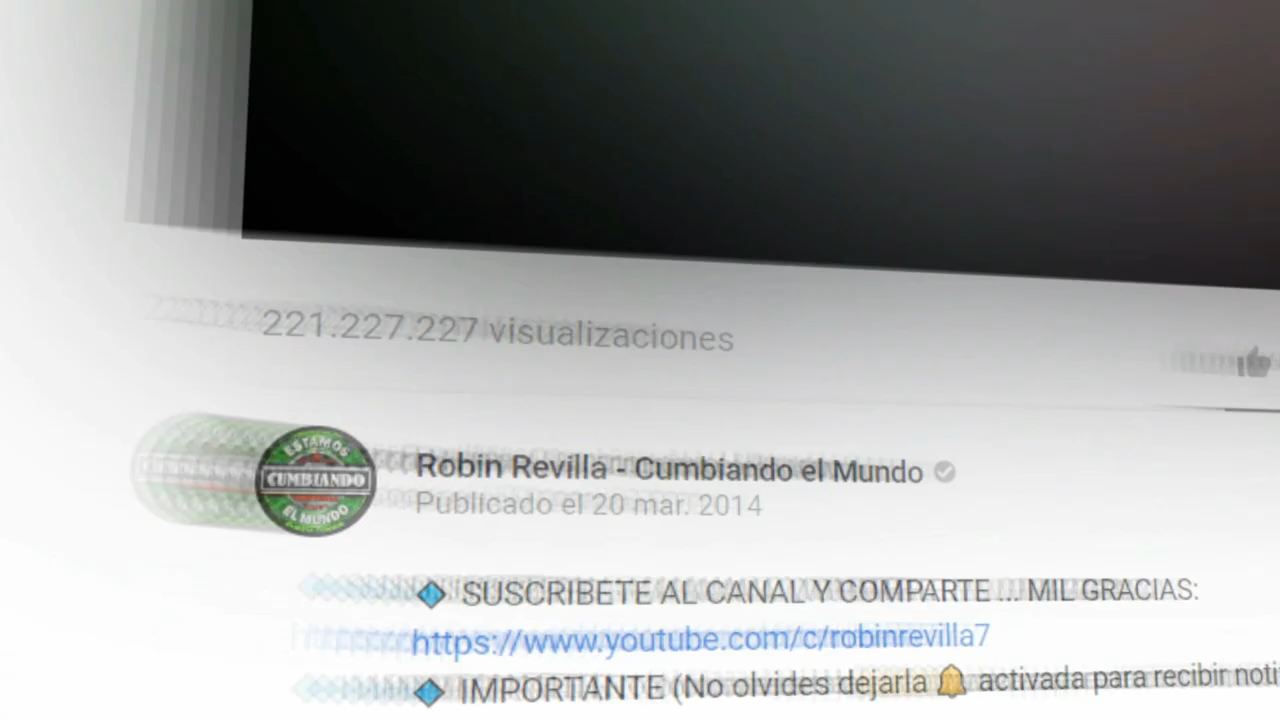 221.227.227 visualizaciones
ESTAMOS
CUMBIANDO
EL MUNDO
Robin Revilla - Cumbiando el Mundo
Publicado el 20 mar. 2014
SUSCRIBETE AL CANAL Y COMPARTE ... MIL GRACIAS:
https://www.youtube.com/c/robinrevilla7
IMPORTANTE (No olvides dejarla 🔔 activada para recibir noti